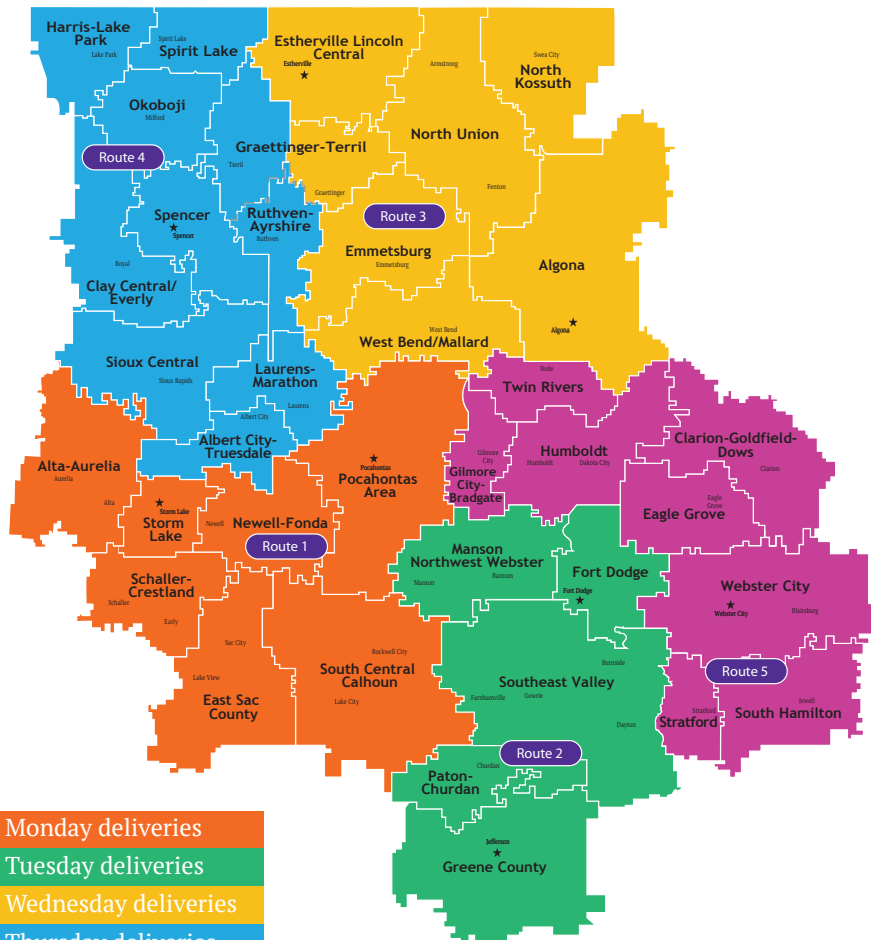 Harris-Lake
Park
Lake Park
Spirit Lake
Spirit Lake
Estherville Lincoln
Central
Estherville
Armstrong
Swea City
North
Kossuth
Okoboji
Milford
North Union
Graettinger-Terril
Route 4
Terril
Graettinger
Fenton
Spencer
Spencer
Ruthven-
Ayrshire
Ruthven
Route 3
Emmetsburg
Emmetsburg
Algona
Algona
Royal
Clay Central/
Everly
West Bend
West Bend/Mallard
Sioux Central
Sioux Rapids
Laurens-
Marathon
Laurens
Bode
Twin Rivers
Albert City
Albert City-
Truesdale
Alta-Aurelia
Aurelia
Alta
Pocahontas
Pocahontas
Area
Gilmore
City
Gilmore
City-
Bradgate
Humboldt
Humboldt
Dakota City
Clarion-Goldfield-
Dows
Clarion
Storm Lake
Storm
Lake
Newell
Newell-Fonda
Route 1
Eagle
Grove
Eagle Grove
Manson
Northwest Webster
Manson
Barnum
Fort Dodge
Fort Dodge
Schaller-
Crestland
Schaller
Early
Webster City
Webster City
Blairsburg
Sac City
Lake View
East Sac
County
Rockwell City
South Central
Calhoun
Lake City
Burnside
Southeast Valley
Farnhamville
Gowrie
Dayton
Route 5
Stratford
Stratford
Jewell
South Hamilton
Route 2
Churdan
Paton-
Churdan
Jefferson
Greene County
Monday deliveries
Tuesday deliveries
Wednesday deliveries
Thursday deliveries